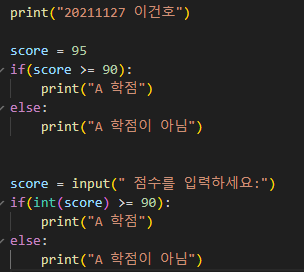 print("20211127 이건호")
score = 95
if(score >= 90):
    print("A 학점")
else:
    print("A 학점이 아님")
score = input(" 점수를 입력하세요:")
if(int(score) >= 90):
    print("A 학점")
else:
    print("A 학점이 아님")